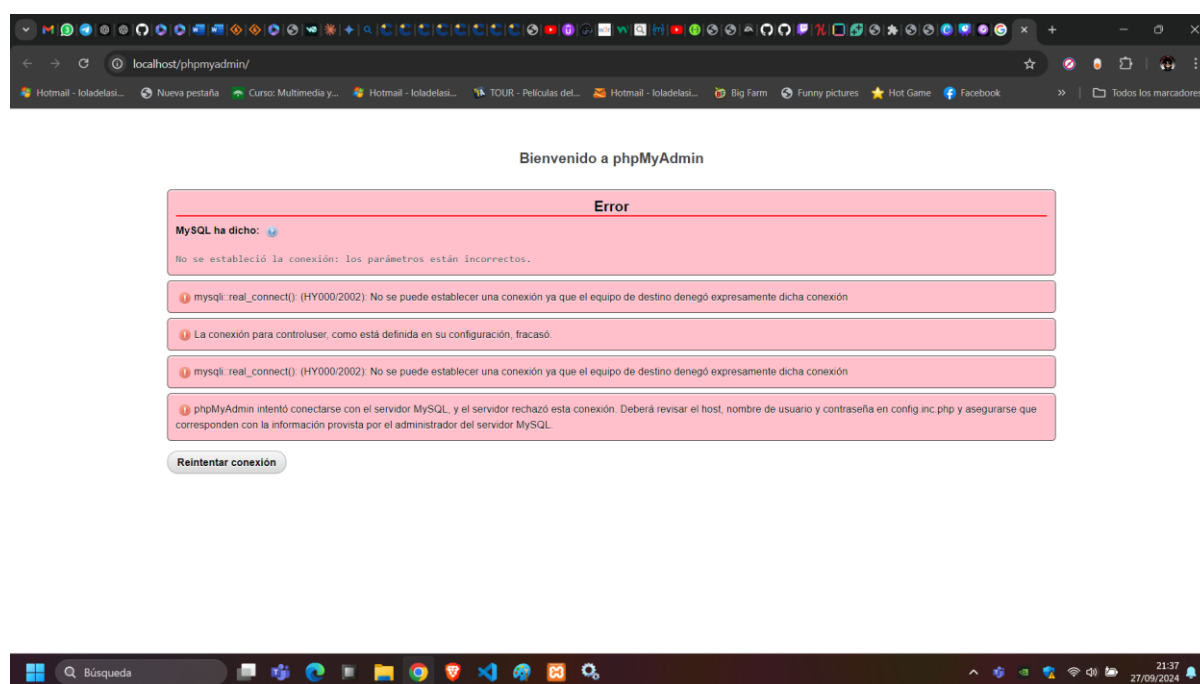 localhost/phpmyadmin/
Hotmail - loladelasi...
Nueva pestaña
Curso: Multimedia y...
Hotmail - loladelasi...
TOUR - Películas del...
Hotmail - loladelasi...
Big Farm
Funny pictures
Hot Game
Facebook
»
Todos los marcadores
Bienvenido a phpMyAdmin
Error
MySQL ha dicho:
No se estableció la conexión: los parámetros están incorrectos.
mysqli::real_connect(): (HY000/2002): No se puede establecer una conexión ya que el equipo de destino denegó expresamente dicha conexión
La conexión para controluser, como está definida en su configuración, fracasó.
mysqli::real_connect(): (HY000/2002): No se puede establecer una conexión ya que el equipo de destino denegó expresamente dicha conexión
phpMyAdmin intentó conectarse con el servidor MySQL, y el servidor rechazó esta conexión. Deberá revisar el host, nombre de usuario y contraseña en config.inc.php y asegurarse que
corresponden con la información provista por el administrador del servidor MySQL.
Reintentar conexión
Búsqueda
21:37
27/09/2024